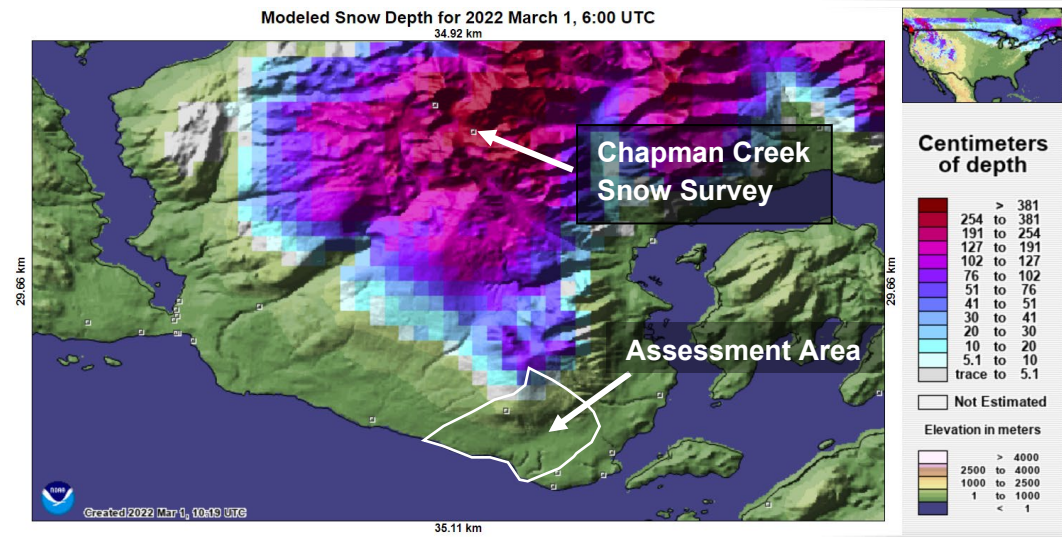 Modeled Snow Depth for 2022 March 1, 6:00 UTC
34.92 km
29.66 km
29.66 km
Chapman Creek
Snow Survey
Assessment Area
NOAA
Created 2022 Mar 1, 10:19 UTC
35.11 km
Centimeters
of depth
> 381
254 to 381
191 to 254
127 to 191
102 to 127
76 to 102
51 to 76
41 to 51
30 to 41
20 to 30
10 to 20
5.1 to 10
trace to 5.1
Not Estimated
Elevation in meters
> 4000
2500 to 4000
1000 to 2500
1 to 1000
< 1